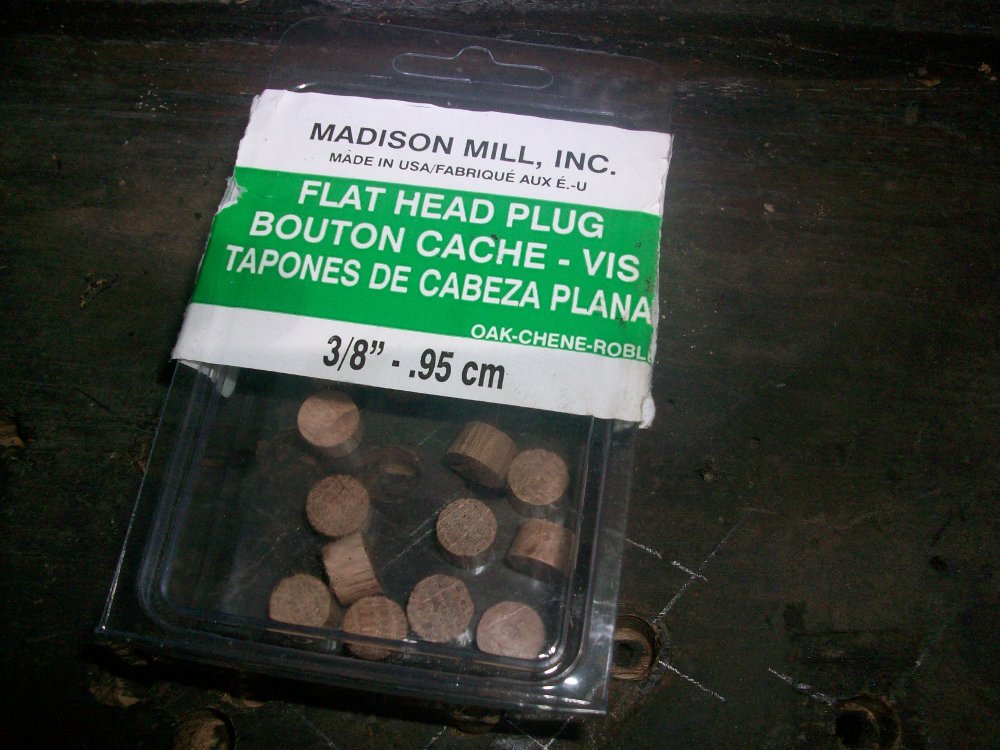 MADISON MILL, INC.
MADE IN USA/FABRIQUÉ AUX É.-U
FLAT HEAD PLUG
BOUTON CACHE - VIS
TAPONES DE CABEZA PLANA
OAK-CHENE-ROBL
3/8” - .95 cm